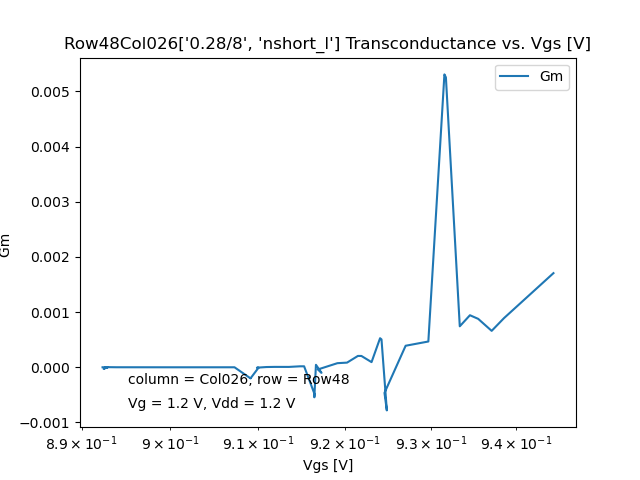 Row48Col026['0.28/8', 'nshort_l'] Transconductance vs. Vgs [V]
Gm
0.005
0.004
0.003
0.002
0.001
0.000
−0.001
Gm
column = Col026, row = Row48
Vg = 1.2 V, Vdd = 1.2 V
8.9 × 10⁻¹ 9 × 10⁻¹ 9.1 × 10⁻¹ 9.2 × 10⁻¹ 9.3 × 10⁻¹ 9.4 × 10⁻¹
Vgs [V]